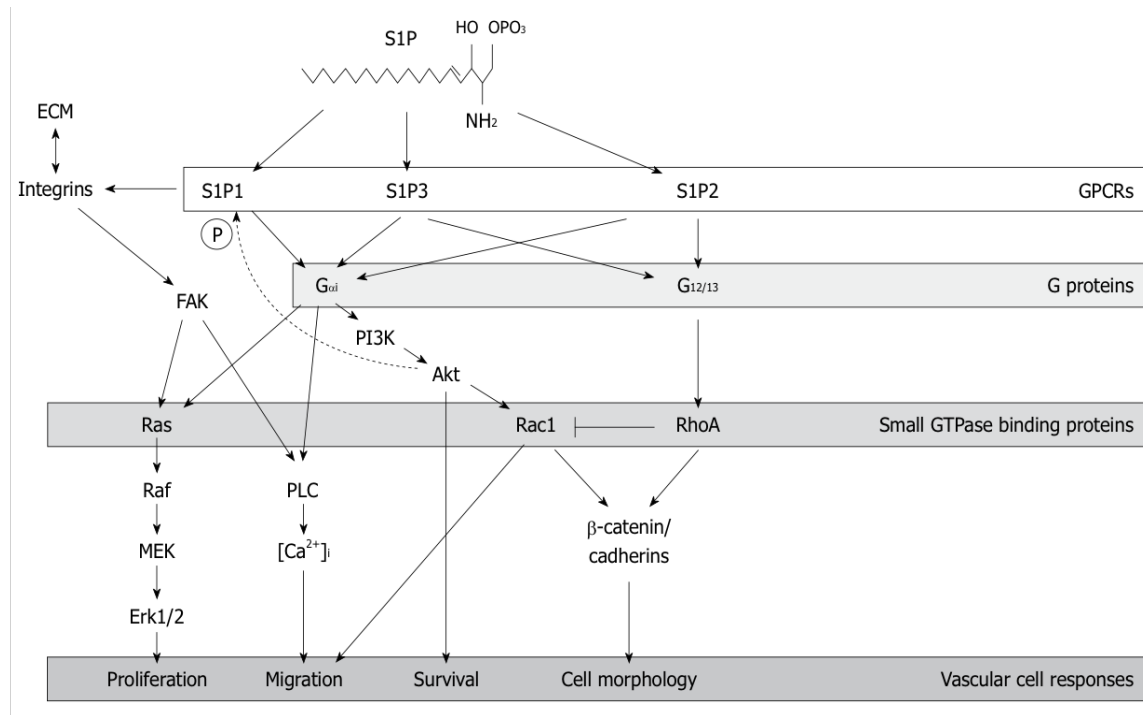 S1P
HO OPO₃
NH₂
ECM
Integrins
S1P1 S1P3 S1P2 GPCRs
P
Gαi G12/13 G proteins
FAK
PI3K
Akt
Ras Rac1 RhoA Small GTPase binding proteins
Raf PLC
β-catenin/
cadherins
MEK [Ca²⁺]i
Erk1/2
Proliferation Migration Survival Cell morphology Vascular cell responses